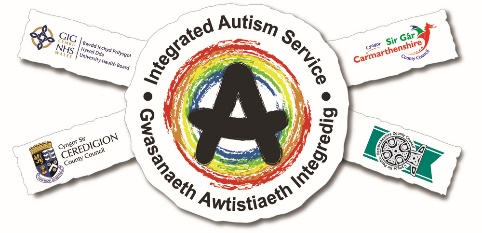 GIG
NHS
Bwrdd Iechyd Prifysgol
Hywel Dda
University Health Board
Integrated Autism Service
A
Gwasanaeth Awtistiaeth Integredig
Cyngor
Sir Gâr
Carmarthenshire
County Council
Cyngor Sir
CEREDIGION
County Council